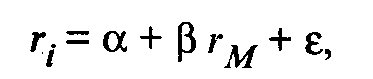 r_i = α + β r_M + ε,